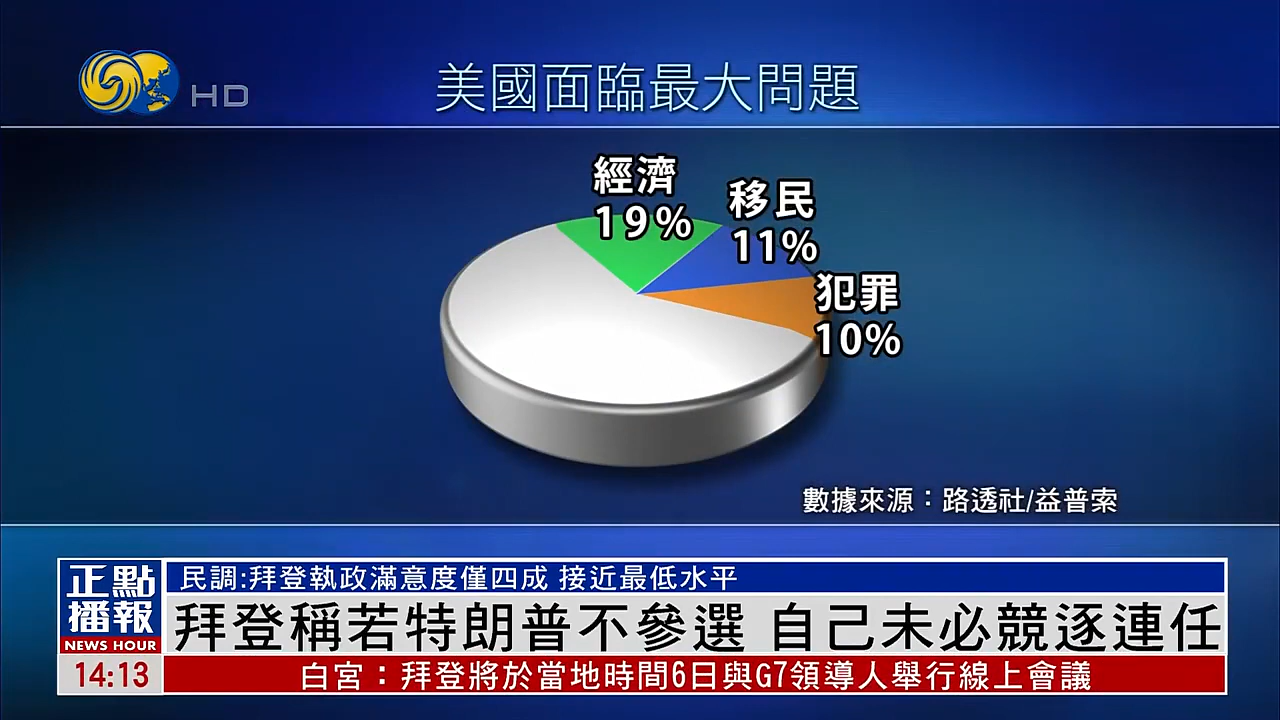 HD
美國面臨最大問題
經濟
19%
移民
11%
犯罪
10%
數據來源：路透社/益普索
正點
播報
NEWS HOUR
14:13
民調:拜登執政滿意度僅四成 接近最低水平
拜登稱若特朗普不參選 自己未必競逐連任
白宮：拜登將於當地時間6日與G7領導人舉行線上會議